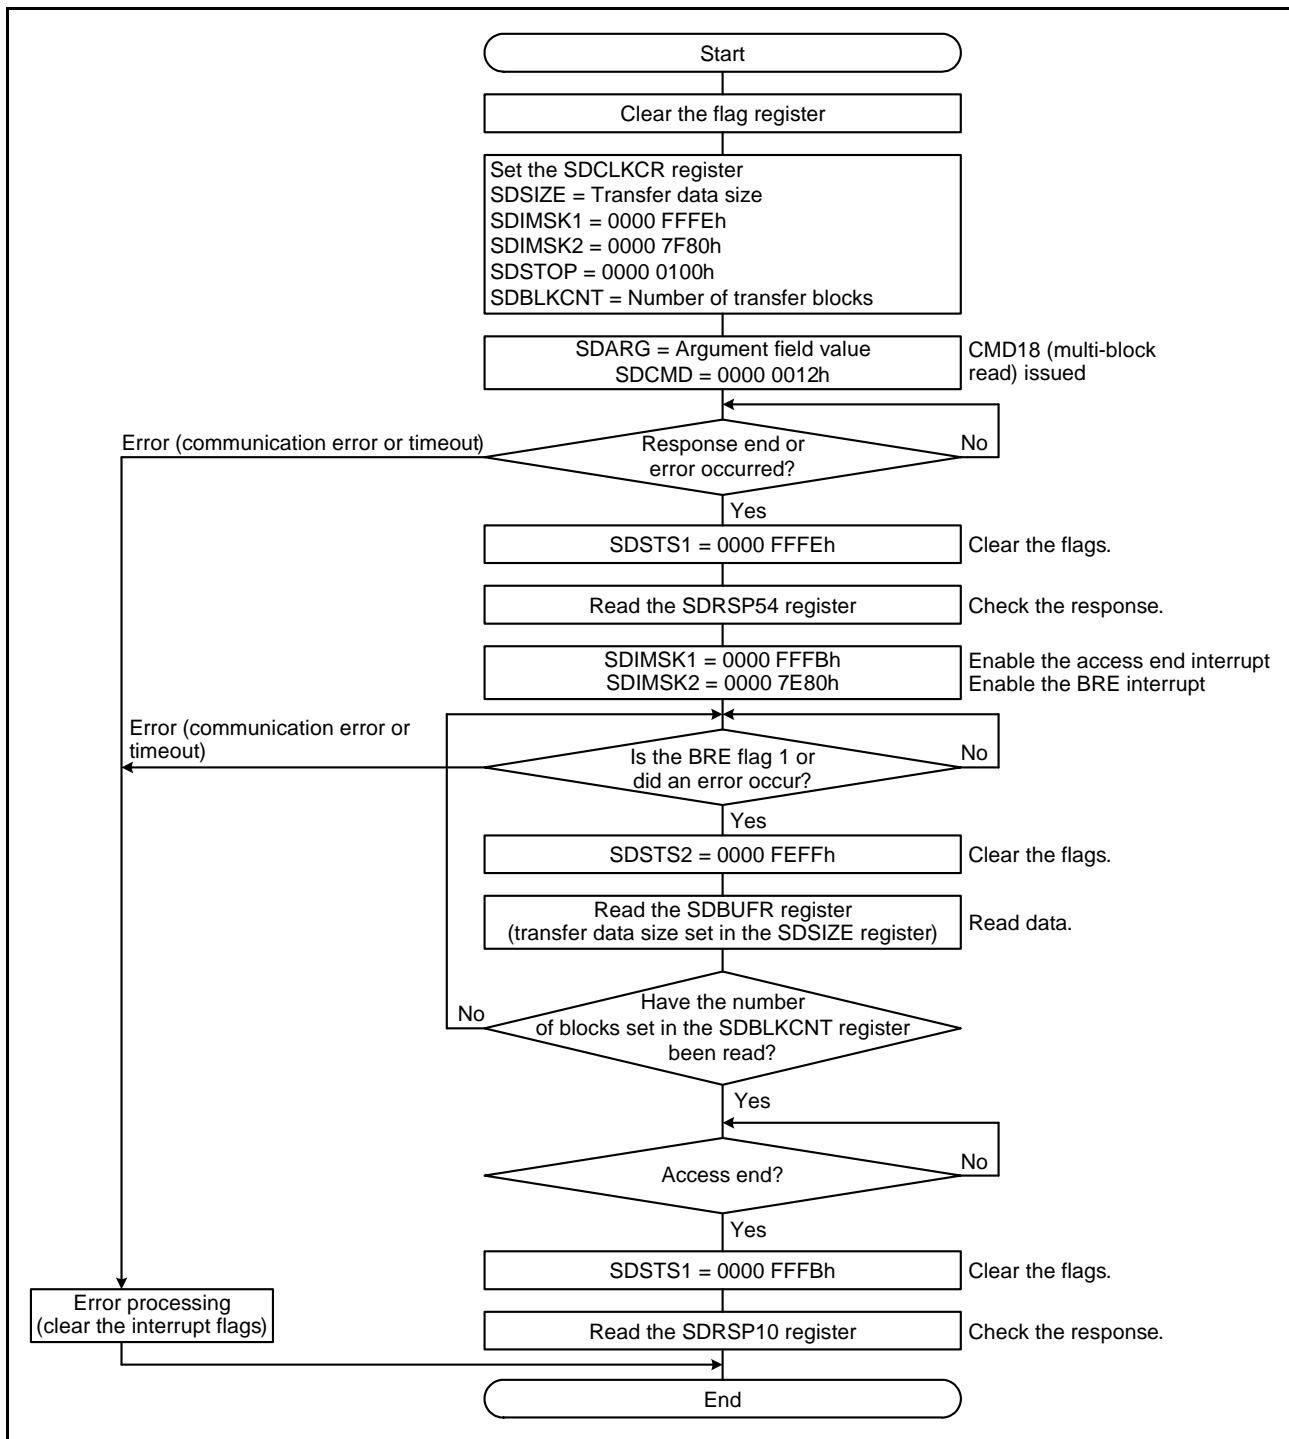 Start
Clear the flag register
Set the SDCLKCR register
SDSIZE = Transfer data size
SDIMSK1 = 0000 FFFEh
SDIMSK2 = 0000 7F80h
SDSTOP = 0000 0100h
SDBLKCNT = Number of transfer blocks
SDARG = Argument field value
SDCMD = 0000 0012h
CMD18 (multi-block
read) issued
Error (communication error or timeout)
Response end or
error occurred?
No
Yes
SDSTS1 = 0000 FFFEh
Clear the flags.
Read the SDRSP54 register
Check the response.
SDIMSK1 = 0000 FFFBh
SDIMSK2 = 0000 7E80h
Enable the access end interrupt
Enable the BRE interrupt
Error (communication error or
timeout)
Is the BRE flag 1 or
did an error occur?
No
Yes
SDSTS2 = 0000 FEFFh
Clear the flags.
Read the SDBUFR register
(transfer data size set in the SDSIZE register)
Read data.
No
Have the number
of blocks set in the SDBLKCNT register
been read?
Yes
Access end?
No
Yes
SDSTS1 = 0000 FFFBh
Clear the flags.
Error processing
(clear the interrupt flags)
Read the SDRSP10 register
Check the response.
End